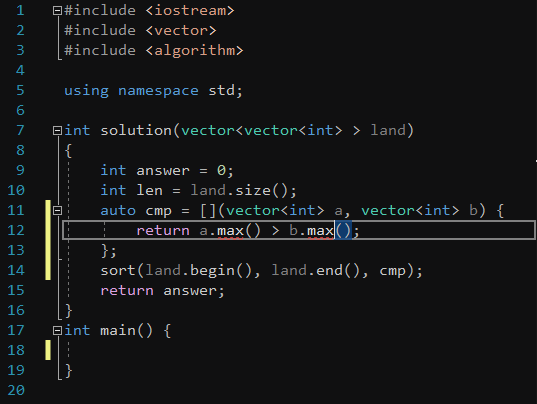 1 #include <iostream>
2 #include <vector>
3 #include <algorithm>
4
5 using namespace std;
6
7 int solution(vector<vector<int> > land)
8 {
9     int answer = 0;
10     int len = land.size();
11     auto cmp = [](vector<int> a, vector<int> b) {
12         return a.max() > b.max();
13     };
14     sort(land.begin(), land.end(), cmp);
15     return answer;
16 }
17 int main() {
18
19 }
20